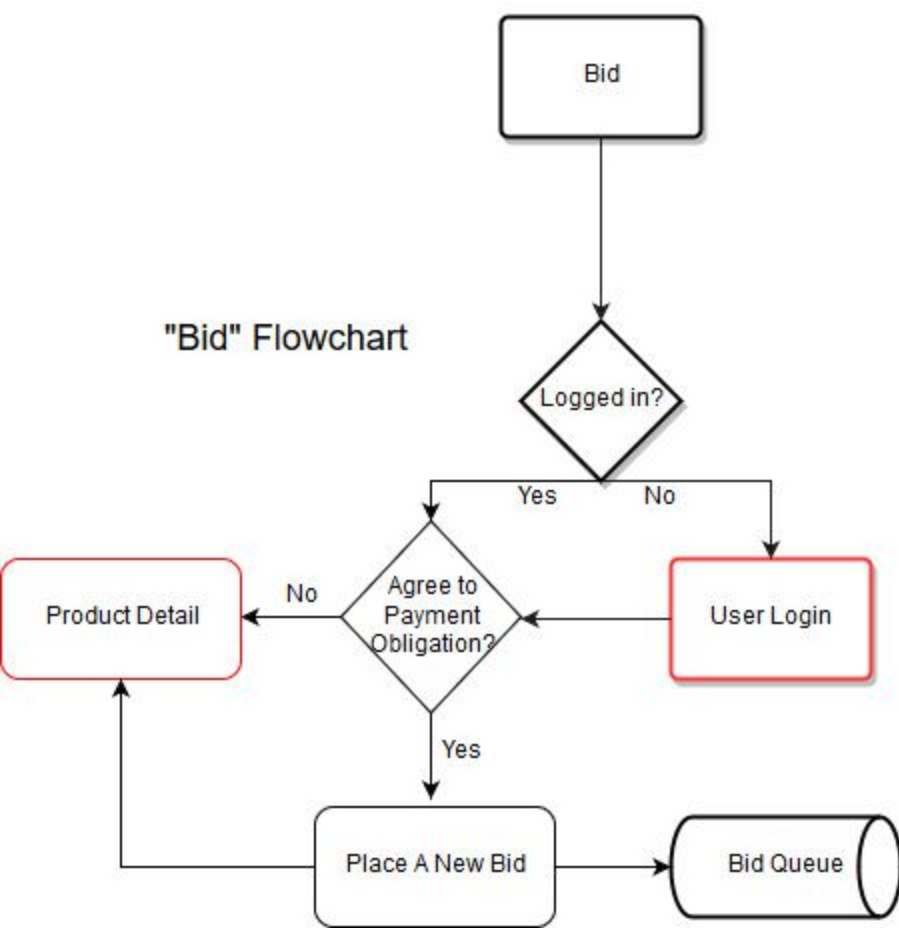 Bid
"Bid" Flowchart
Logged in?
Yes
No
Agree to
Payment
Obligation?
No
Product Detail
User Login
Yes
Place A New Bid
Bid Queue